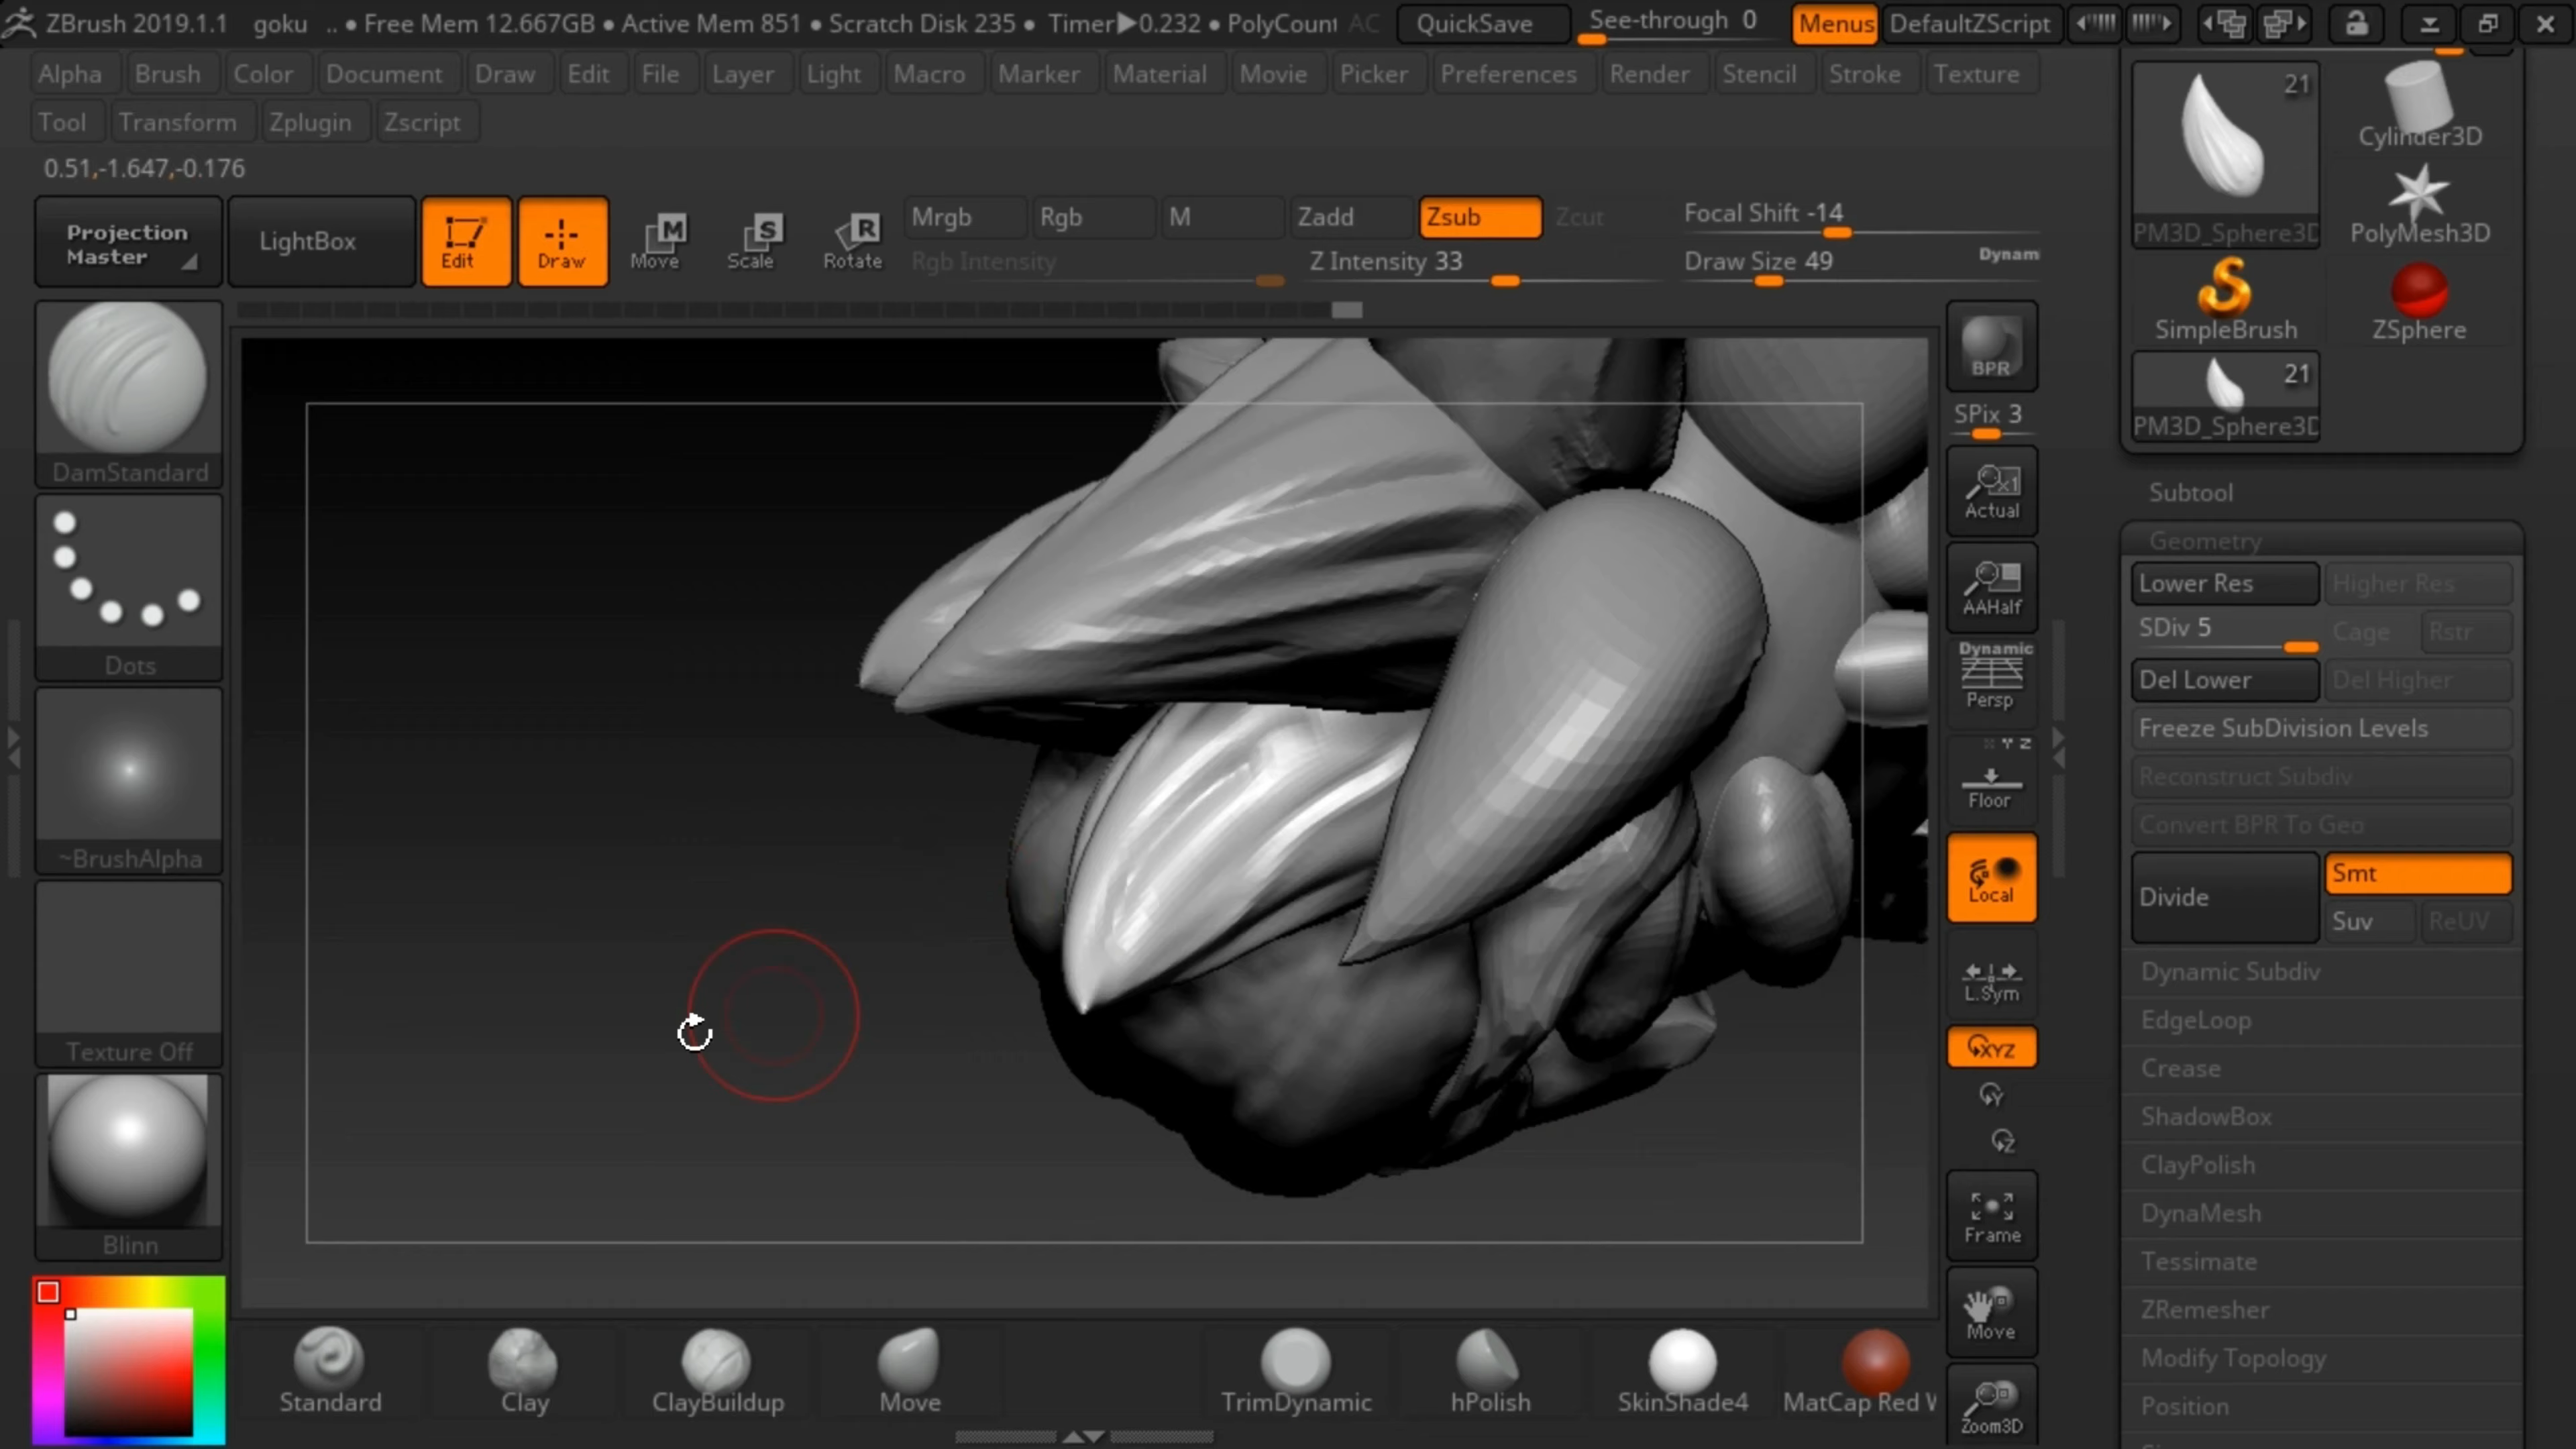 ZBrush 2019.1.1 goku .. • Free Mem 12.667GB • Active Mem 851 • Scratch Disk 235 • Timer▶0.232 • PolyCount AC QuickSave See-through 0 Menus DefaultZScript
Alpha Brush Color Document Draw Edit File Layer Light Macro Marker Material Movie Picker Preferences Render Stencil Stroke Texture
Tool Transform Zplugin Zscript
0.51,-1.647,-0.176
Projection Master
LightBox
Edit
Draw
M
Move
S
Scale
R
Rotate
Mrgb Rgb M Zadd Zsub Zcut
Rgb Intensity
Z Intensity 33
Focal Shift -14
Draw Size 49
Dynam
DamStandard
Dots
~BrushAlpha
Texture Off
Blinn
BPR
SPix 3
x1
Actual
AAHalf
Dynamic
Persp
Y Z
Floor
Local
L.Sym
XYZ
Y
Z
Frame
Move
Zoom3D
21
PM3D_Sphere3D
Cylinder3D
PolyMesh3D
SimpleBrush
ZSphere
21
PM3D_Sphere3D
Subtool
Geometry
Lower Res Higher Res
SDiv 5 Cage Rstr
Del Lower Del Higher
Freeze SubDivision Levels
Reconstruct Subdiv
Convert BPR To Geo
Divide
Smt
Suv ReUV
Dynamic Subdiv
EdgeLoop
Crease
ShadowBox
ClayPolish
DynaMesh
Tessimate
ZRemesher
Modify Topology
Position
Standard Clay ClayBuildup Move TrimDynamic hPolish SkinShade4 MatCap Red W